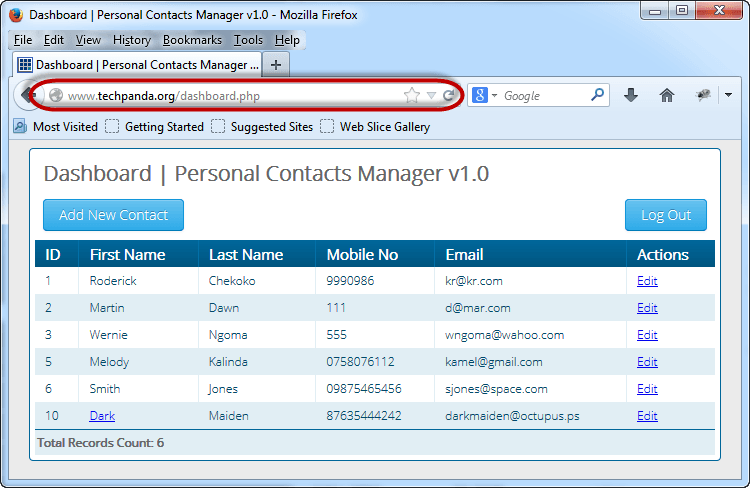 Dashboard | Personal Contacts Manager v1.0 - Mozilla Firefox
File Edit View History Bookmarks Tools Help
Dashboard | Personal Contacts Manager ...
www.techpanda.org/dashboard.php
Google
Most Visited Getting Started Suggested Sites Web Slice Gallery
Dashboard | Personal Contacts Manager v1.0
Add New Contact Log Out
ID First Name Last Name Mobile No Email Actions
1 Roderick Chekoko 9990986 kr@kr.com Edit
2 Martin Dawn 111 d@mar.com Edit
3 Wernie Ngoma 555 wngoma@wahoo.com Edit
5 Melody Kalinda 0758076112 kamel@gmail.com Edit
6 Smith Jones 09875465456 sjones@space.com Edit
10 Dark Maiden 87635444242 darkmaiden@octupus.ps Edit
Total Records Count: 6